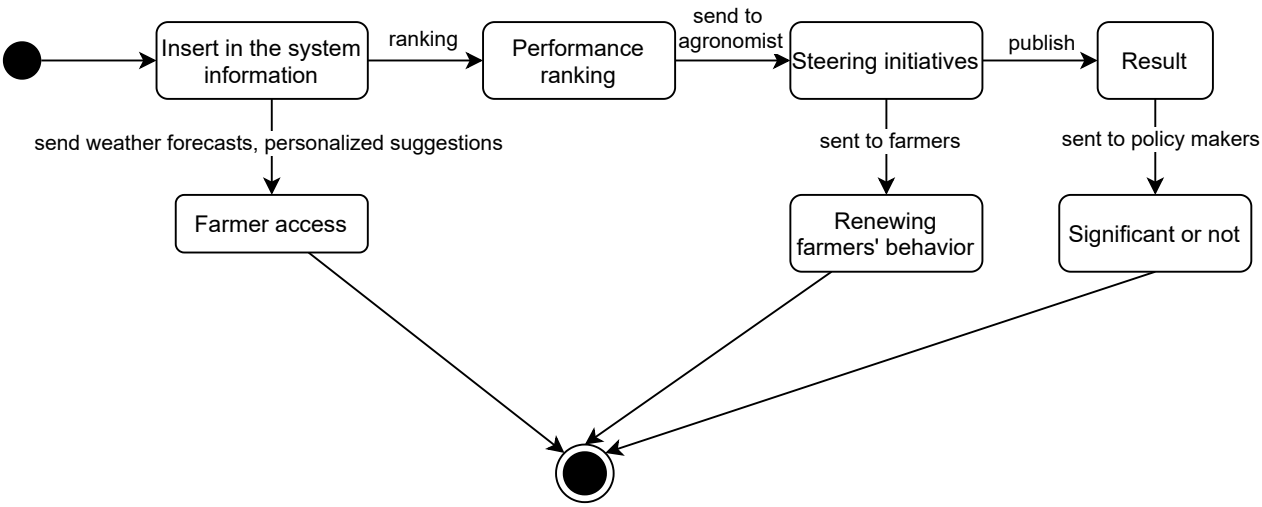 Insert in the system
information
ranking
Performance
ranking
send to
agronomist
Steering initiatives
publish
Result
send weather forecasts, personalized suggestions
sent to farmers
sent to policy makers
Farmer access
Renewing
farmers' behavior
Significant or not